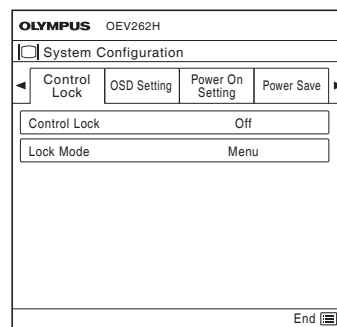 OLYMPUS OEV262H
System Configuration
Control Lock
OSD Setting
Power On Setting
Power Save
Control Lock Off
Lock Mode Menu
End